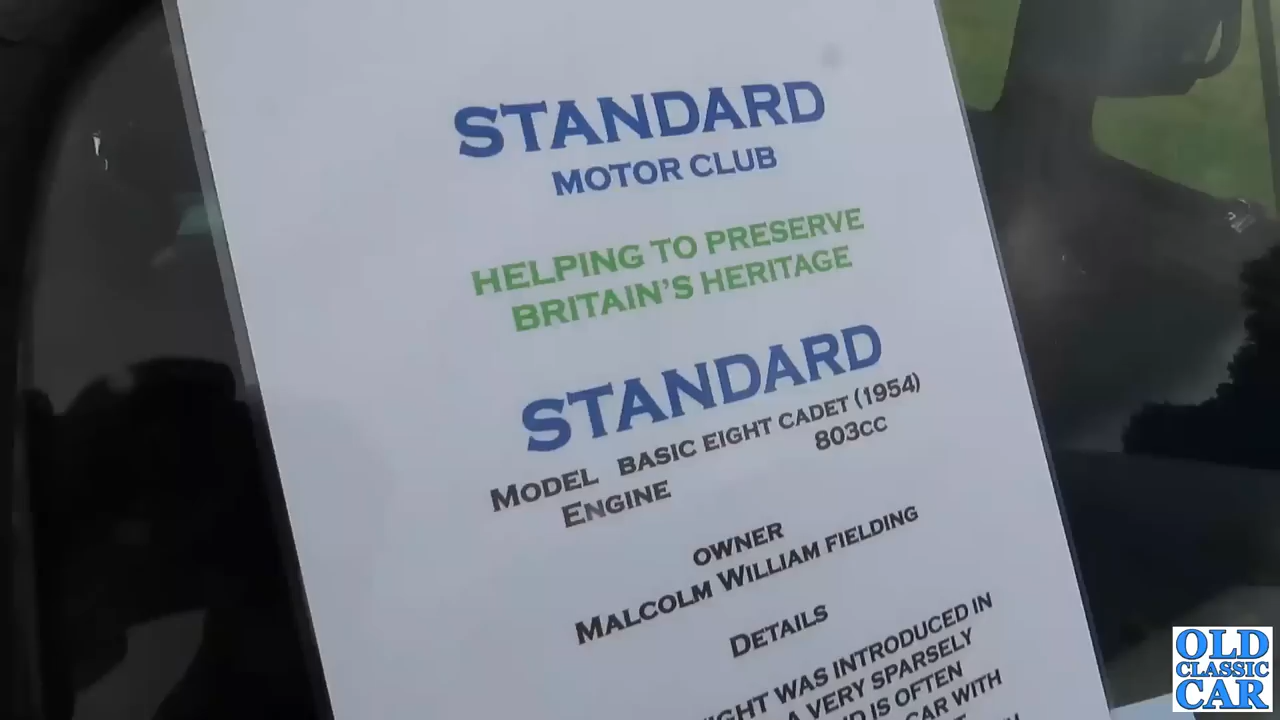 STANDARD
MOTOR CLUB
HELPING TO PRESERVE
BRITAIN'S HERITAGE
STANDARD
MODEL BASIC EIGHT CADET (1954)
ENGINE 803CC
OWNER
MALCOLM WILLIAM FIELDING
DETAILS
WAS INTRODUCED IN
A VERY SPARSELY
IS OFTEN
CAR WITH
OLD
CLASSIC
CAR